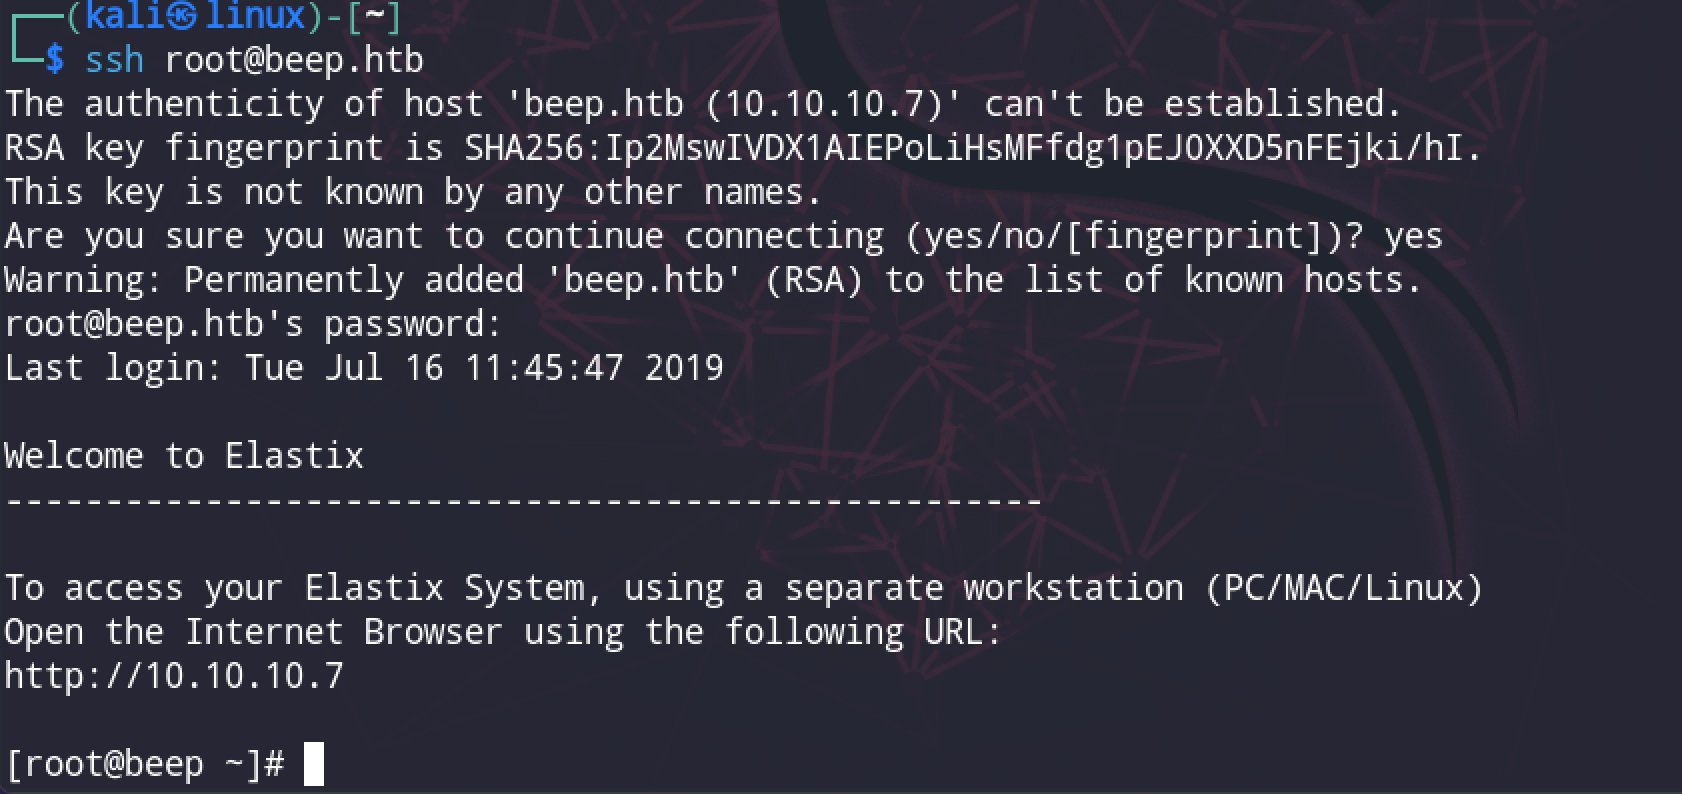 ┌──(kali㉿linux)-[~]
└─$ ssh root@beep.htb
The authenticity of host 'beep.htb (10.10.10.7)' can't be established.
RSA key fingerprint is SHA256:Ip2MswIVDX1AIEPoLiHsMFfdg1pEJ0XXD5nFEjki/hI.
This key is not known by any other names.
Are you sure you want to continue connecting (yes/no/[fingerprint])? yes
Warning: Permanently added 'beep.htb' (RSA) to the list of known hosts.
root@beep.htb's password:
Last login: Tue Jul 16 11:45:47 2019
Welcome to Elastix
----------------------------------------------------
To access your Elastix System, using a separate workstation (PC/MAC/Linux)
Open the Internet Browser using the following URL:
http://10.10.10.7
[root@beep ~]#